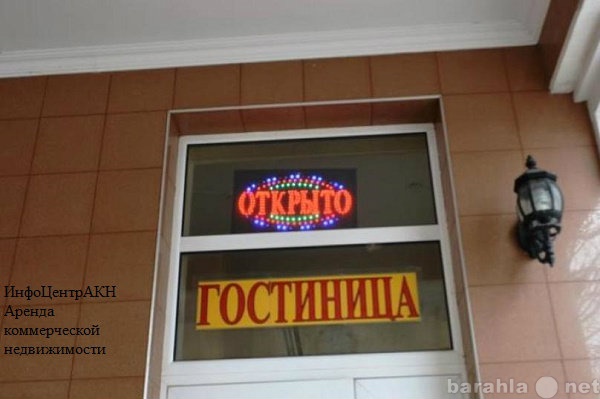 ОТКРЫТО
ГОСТИНИЦА
ИнфоЦентрАКН
Аренда
коммерческой
недвижимости
barahla net